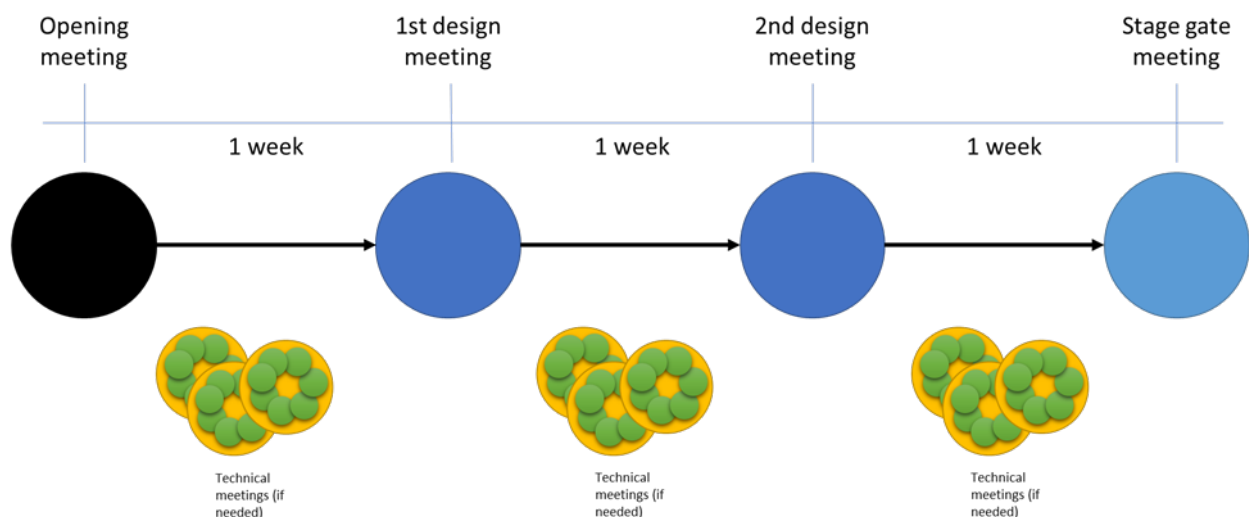 Opening
meeting
1st design
meeting
2nd design
meeting
Stage gate
meeting
1 week
1 week
1 week
Technical
meetings (if
needed)
Technical
meetings (if
needed)
Technical
meetings (if
needed)